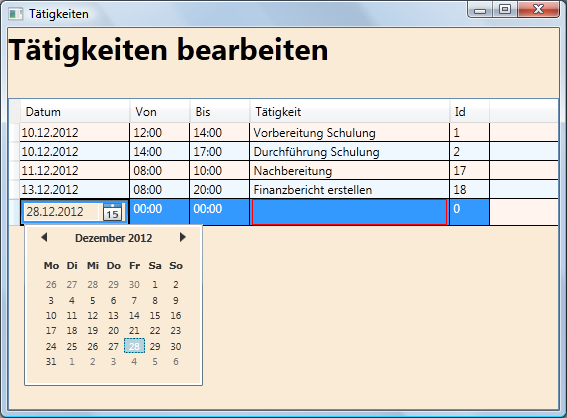 Tätigkeiten
Tätigkeiten bearbeiten
Datum Von Bis Tätigkeit Id
10.12.2012 12:00 14:00 Vorbereitung Schulung 1
10.12.2012 14:00 17:00 Durchführung Schulung 2
11.12.2012 08:00 10:00 Nachbereitung 17
13.12.2012 08:00 20:00 Finanzbericht erstellen 18
28.12.2012 15 00:00 00:00 0
Dezember 2012
Mo Di Mi Do Fr Sa So
26 27 28 29 30 1 2
3 4 5 6 7 8 9
10 11 12 13 14 15 16
17 18 19 20 21 22 23
24 25 26 27 28 29 30
31 1 2 3 4 5 6